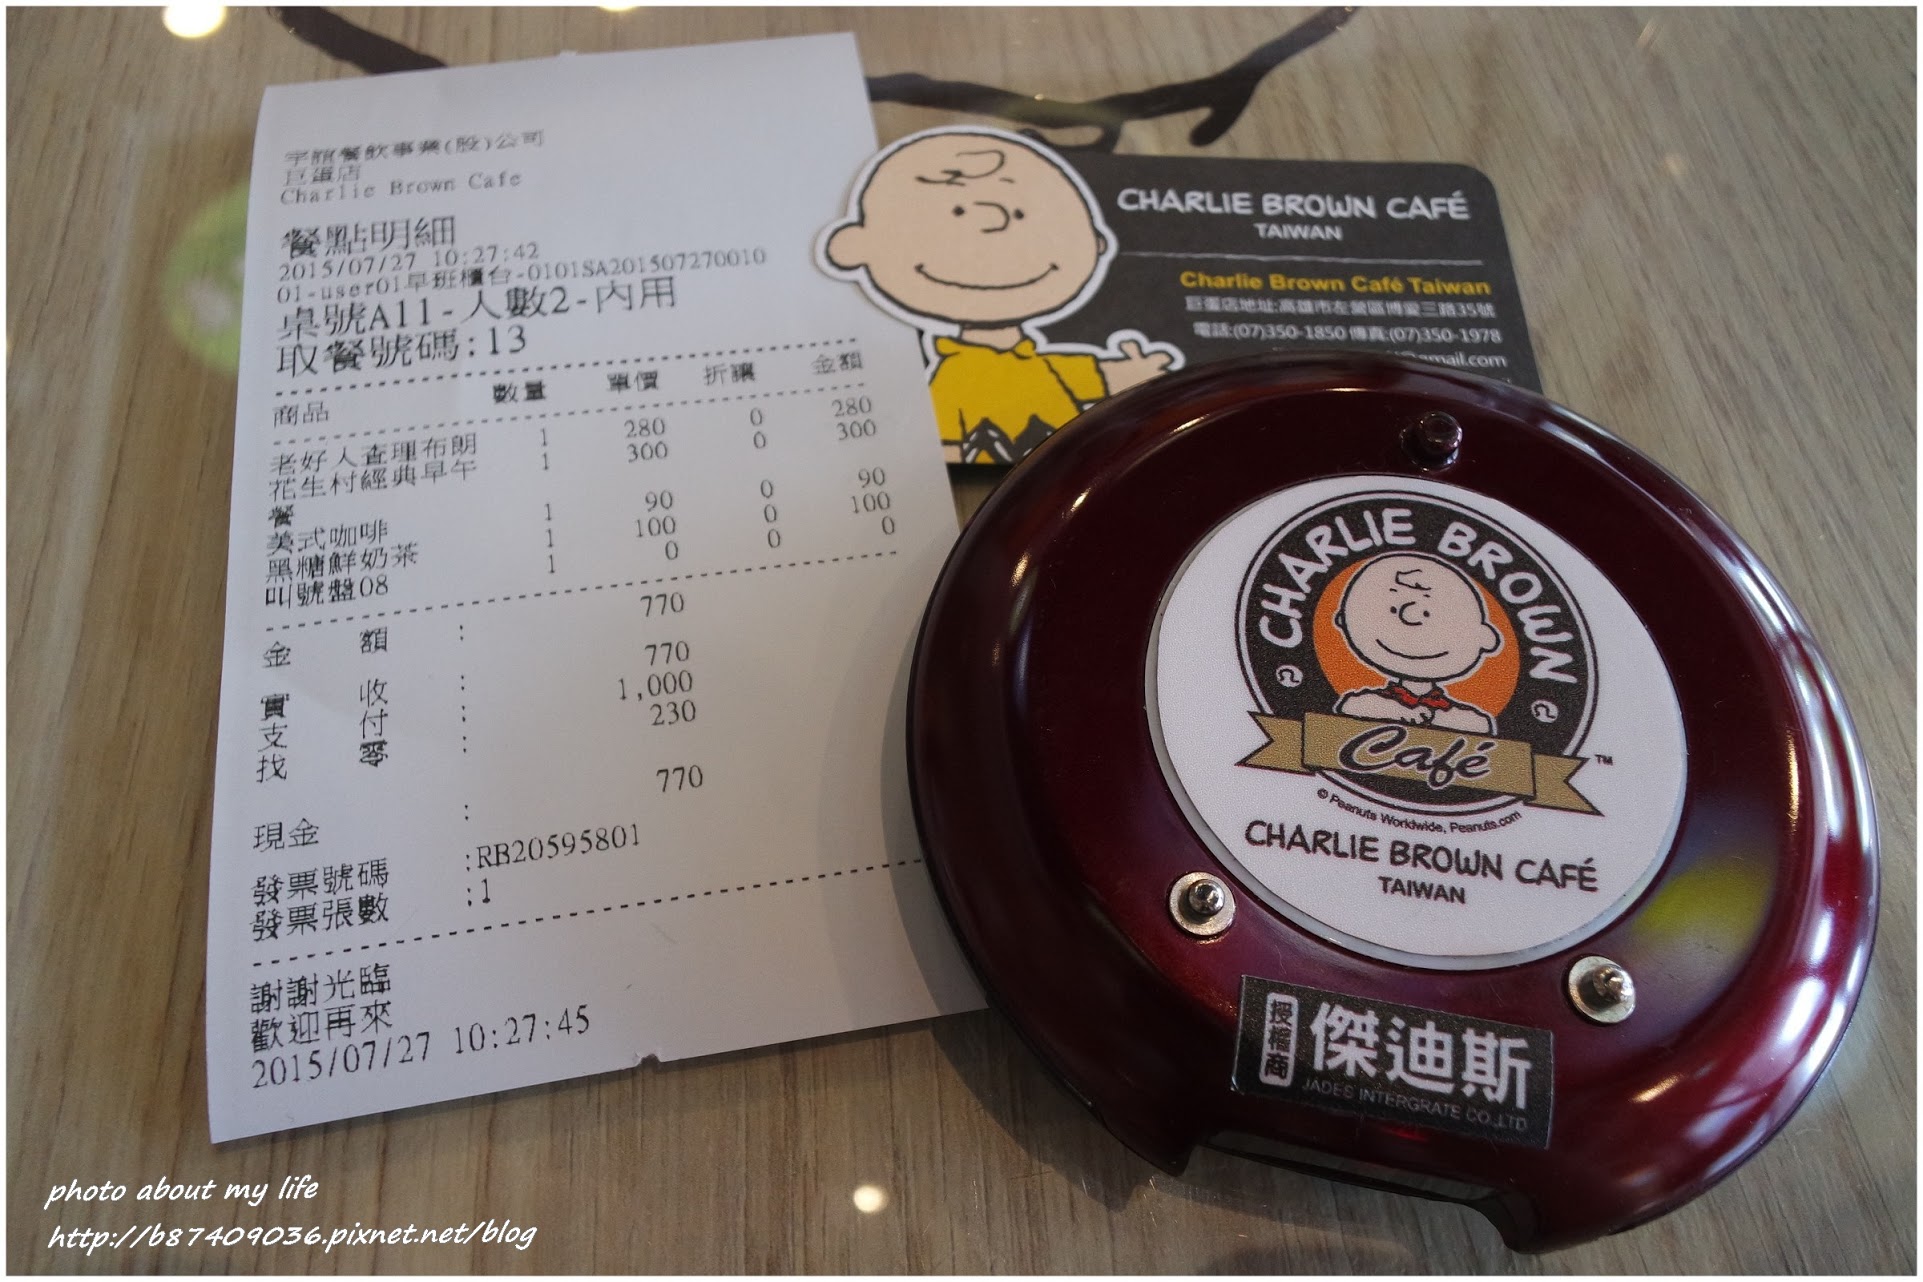 宇館餐飲事業(股)公司
巨蛋店
Charlie Brown Cafe
餐點明細
2015/07/27 10:27:42
01-user01早班櫃台-0101SA201507270010
桌號A11-人數2-內用
取餐號碼:13
商品 數量 單價 折讓 金額
老好人查理布朗 1 280 0 280
花生村經典早午 1 300 0 300
餐
美式咖啡 1 90 0 90
黑糖鮮奶茶 1 100 0 100
叫號盤08 1 0 0 0
金額 : 770
實收 : 770
支付 : 1,000
找零 : 230
現金 : 770
發票號碼 :RB20595801
發票張數 :1
謝謝光臨
歡迎再來
2015/07/27 10:27:45
CHARLIE BROWN CAFÉ
TAIWAN
Charlie Brown Café Taiwan
巨蛋店地址:高雄市左營區博愛三路35號
電話:(07)350-1850 傳真:(07)350-1978
@gmail.com
CHARLIE BROWN
Café
TM
© Peanuts Worldwide, Peanuts.com
CHARLIE BROWN CAFÉ
TAIWAN
授權商
傑迪斯
JADES INTERGRATE CO.,LTD
photo about my life
http://b87409036.pixnet.net/blog